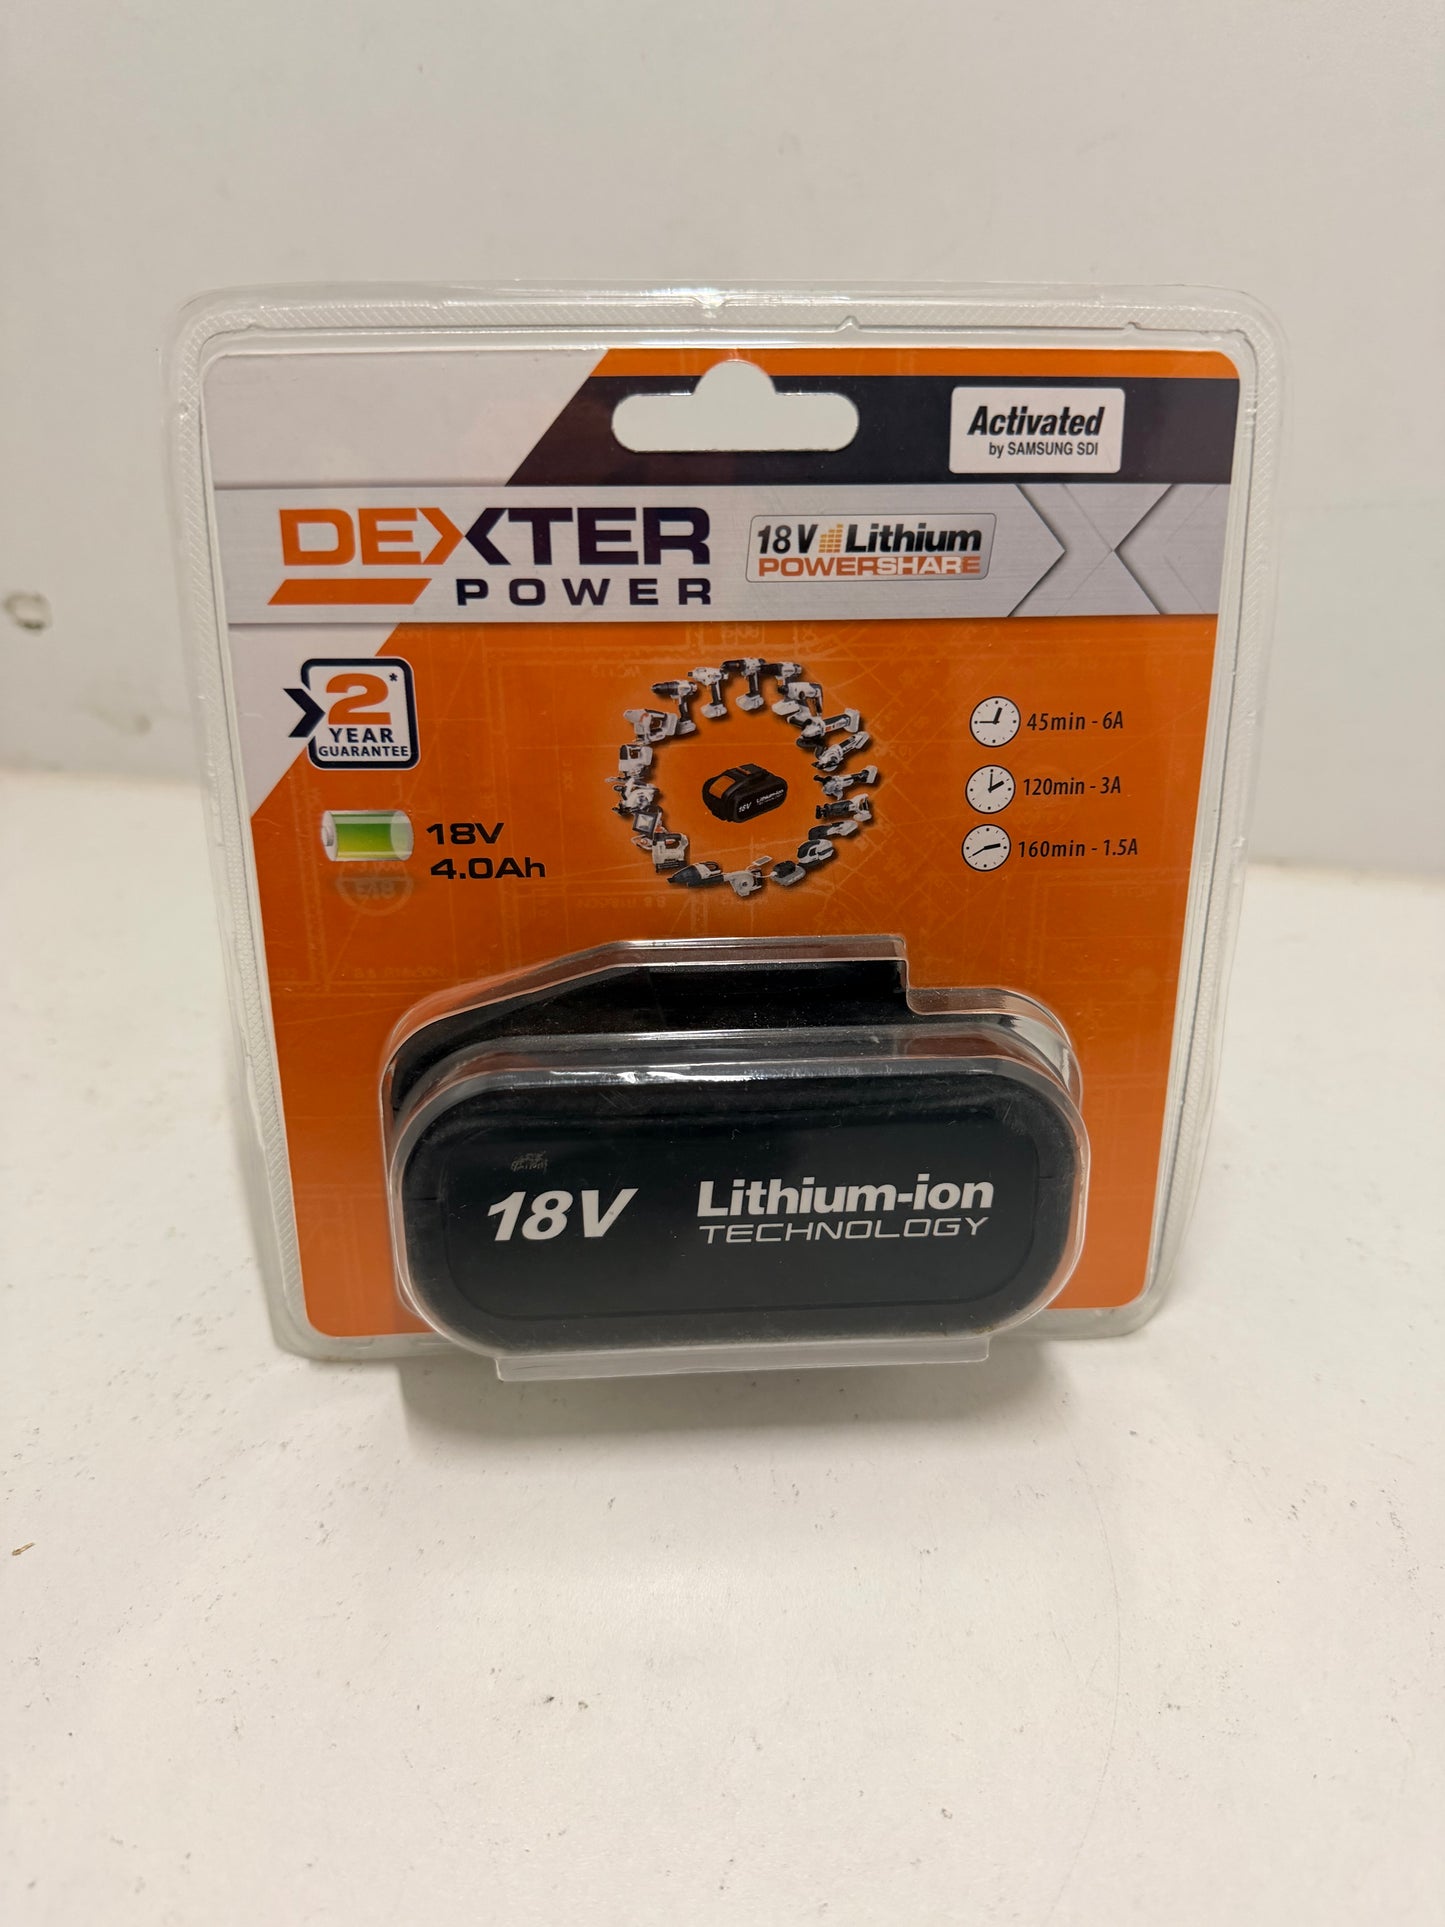 Activated
by SAMSUNG SDI
DEXTER
POWER
18V Lithium
POWERSHARE
2*
YEAR
GUARANTEE
45min - 6A
120min - 3A
160min - 1.5A
18V
4.0Ah
18V Lithium-ion
TECHNOLOGY